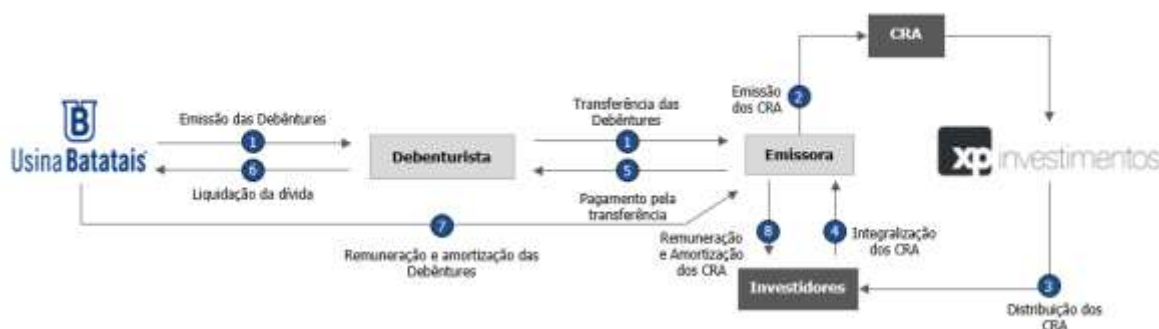 CRA
Emissão
dos CRA
2
B
Usina Batatais
Emissão das Debêntures
1
6
Liquidação da dívida
Debenturista
Transferência das
Debêntures
1
5
Pagamento pela
transferência
Emissora
xp investimentos
7
Remuneração e amortização das
Debêntures
Remuneração
e Amortização
dos CRA
8
4
Integralização
dos CRA
Investidores
3
Distribuição dos
CRA